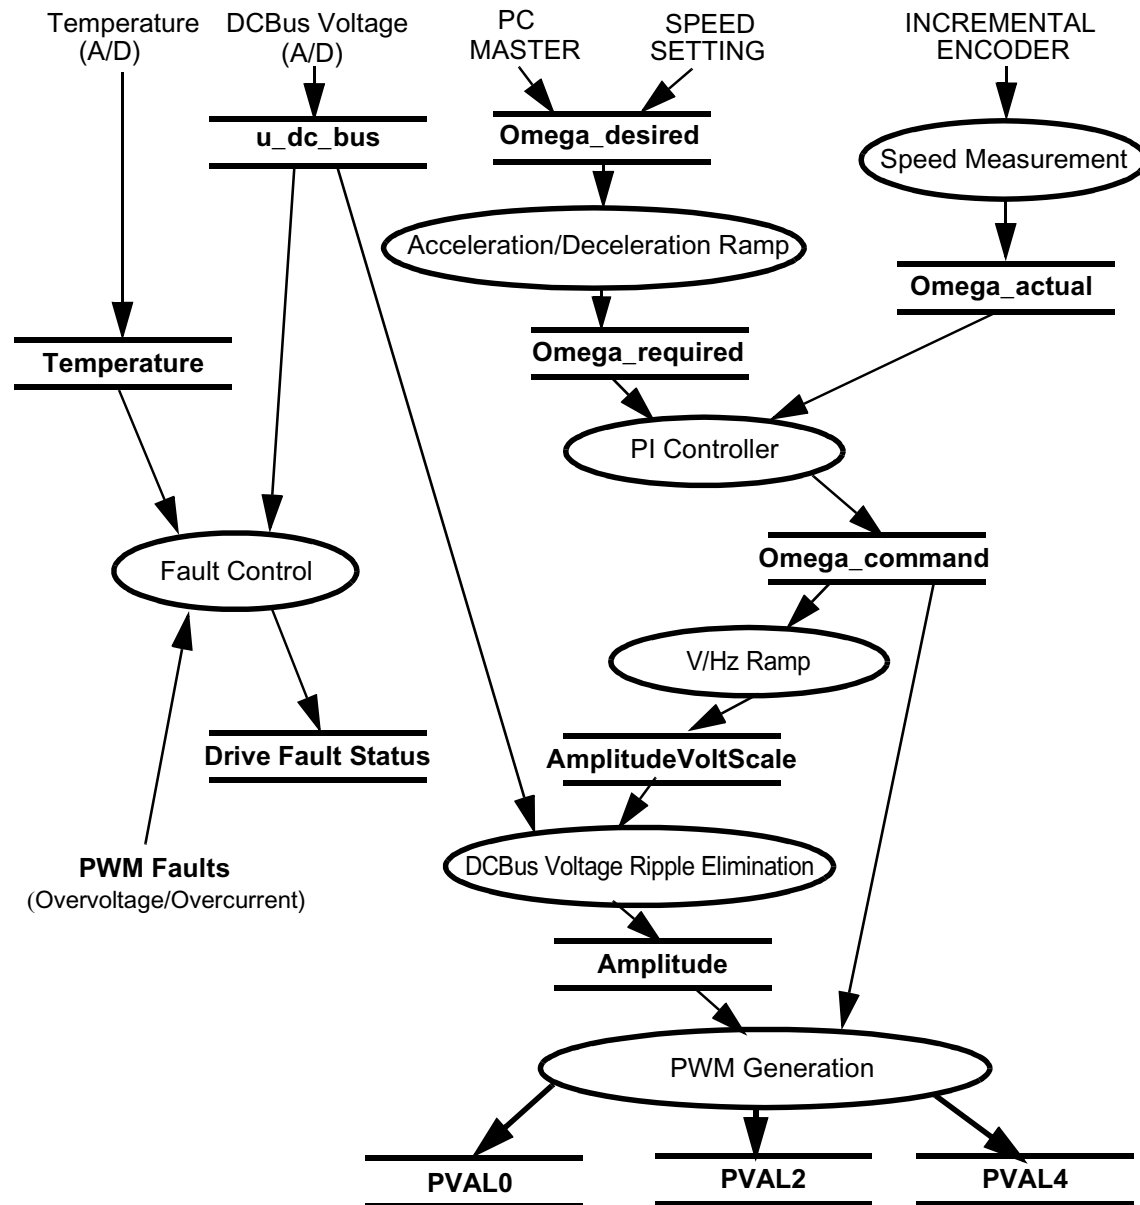 Temperature
(A/D)
DCBus Voltage
(A/D)
PC
MASTER
SPEED
SETTING
INCREMENTAL
ENCODER
u_dc_bus
Omega_desired
Speed Measurement
Acceleration/Deceleration Ramp
Omega_actual
Temperature
Omega_required
PI Controller
Fault Control
Omega_command
V/Hz Ramp
Drive Fault Status
AmplitudeVoltScale
PWM Faults
(Overvoltage/Overcurrent)
DCBus Voltage Ripple Elimination
Amplitude
PWM Generation
PVAL0
PVAL2
PVAL4